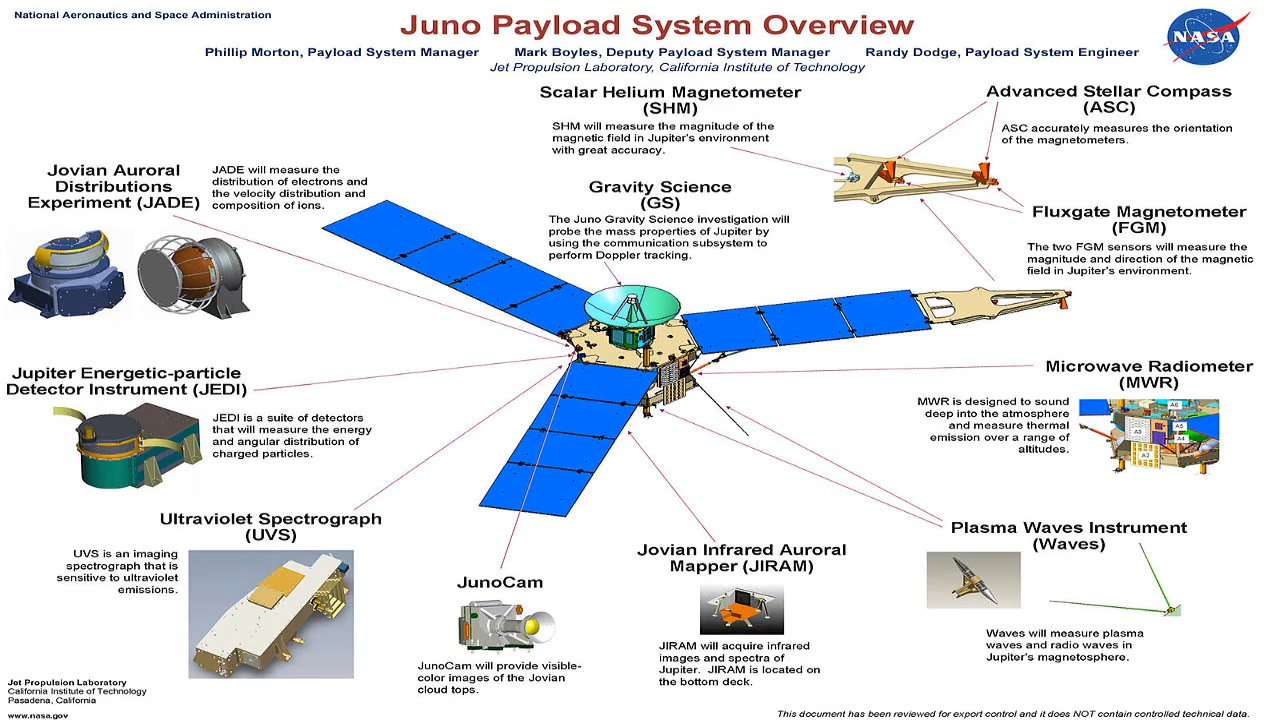 National Aeronautics and Space Administration
Juno Payload System Overview
NASA
Phillip Morton, Payload System Manager
Mark Boyles, Deputy Payload System Manager
Randy Dodge, Payload System Engineer
Jet Propulsion Laboratory, California Institute of Technology
Scalar Helium Magnetometer
(SHM)
SHM will measure the magnitude of the
magnetic field in Jupiter's environment
with great accuracy.
Advanced Stellar Compass
(ASC)
ASC accurately measures the orientation
of the magnetometers.
Jovian Auroral
Distributions
Experiment (JADE)
JADE will measure the
distribution of electrons and
the velocity distribution and
composition of ions.
Gravity Science
(GS)
The Juno Gravity Science investigation will
probe the mass properties of Jupiter by
using the communication subsystem to
perform Doppler tracking.
Fluxgate Magnetometer
(FGM)
The two FGM sensors will measure the
magnitude and direction of the magnetic
field in Jupiter's environment.
Jupiter Energetic-particle
Detector Instrument (JEDI)
JEDI is a suite of detectors
that will measure the energy
and angular distribution of
charged particles.
Microwave Radiometer
(MWR)
MWR is designed to sound
deep into the atmosphere
and measure thermal
emission over a range of
altitudes.
A6
A3
A5
A4
A2
Ultraviolet Spectrograph
(UVS)
UVS is an imaging
spectrograph that is
sensitive to ultraviolet
emissions.
JunoCam
JunoCam will provide visible-
color images of the Jovian
cloud tops.
Jovian Infrared Auroral
Mapper (JIRAM)
JIRAM will acquire infrared
images and spectra of
Jupiter. JIRAM is located on
the bottom deck.
Plasma Waves Instrument
(Waves)
Waves will measure plasma
waves and radio waves in
Jupiter's magnetosphere.
Jet Propulsion Laboratory
California Institute of Technology
Pasadena, California
www.nasa.gov
This document has been reviewed for export control and it does NOT contain controlled technical data.